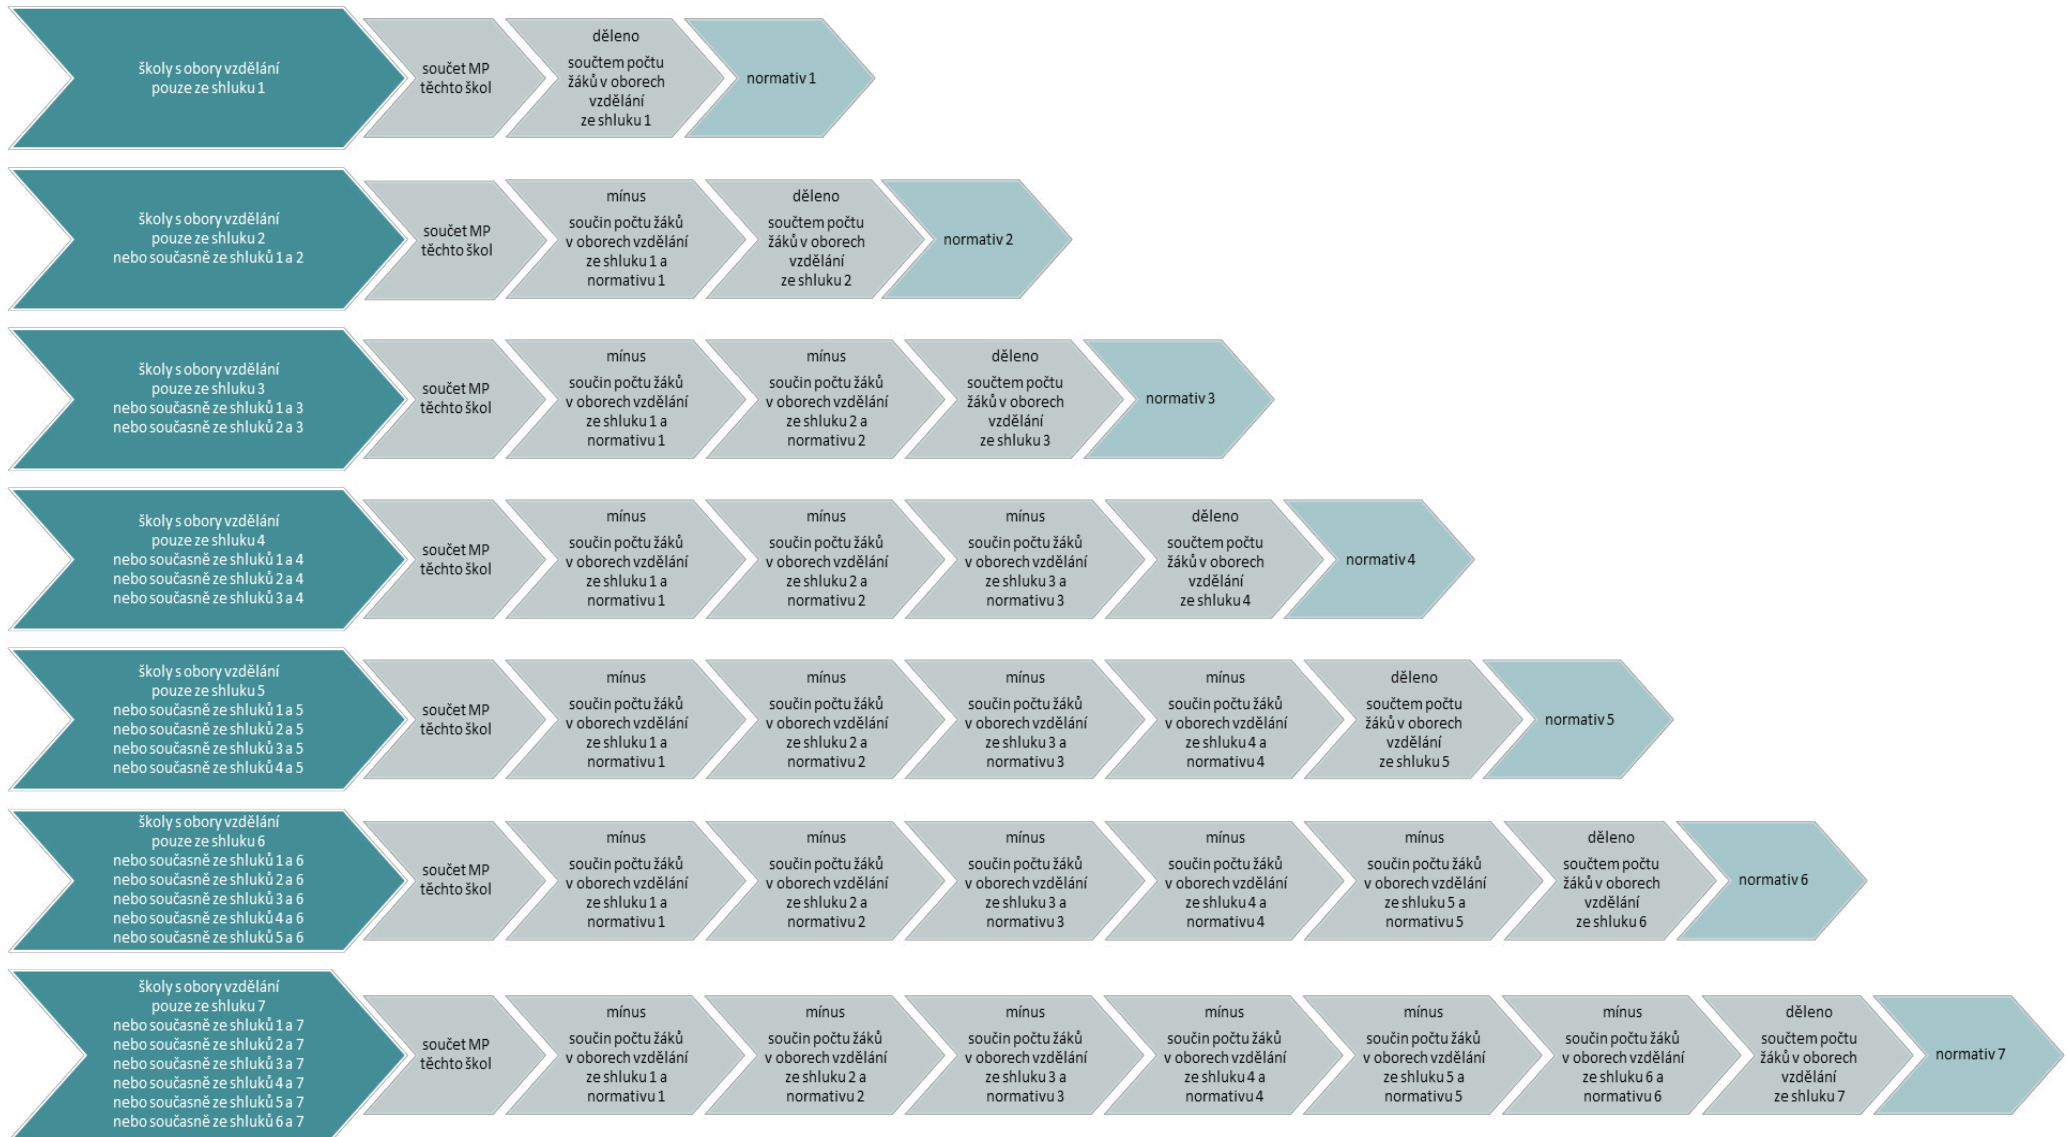 školy s obory vzdělání
pouze ze shluku 1
součet MP
těchto škol
děleno
součtem počtu
žáků v oborech
vzdělání
ze shluku 1
normativ 1
školy s obory vzdělání
pouze ze shluku 2
nebo současně ze shluků 1 a 2
součet MP
těchto škol
mínus
součin počtu žáků
v oborech vzdělání
ze shluku 1 a
normativu 1
děleno
součtem počtu
žáků v oborech
vzdělání
ze shluku 2
normativ 2
školy s obory vzdělání
pouze ze shluku 3
nebo současně ze shluků 1 a 3
nebo současně ze shluků 2 a 3
součet MP
těchto škol
mínus
součin počtu žáků
v oborech vzdělání
ze shluku 1 a
normativu 1
mínus
součin počtu žáků
v oborech vzdělání
ze shluku 2 a
normativu 2
děleno
součtem počtu
žáků v oborech
vzdělání
ze shluku 3
normativ 3
školy s obory vzdělání
pouze ze shluku 4
nebo současně ze shluků 1 a 4
nebo současně ze shluků 2 a 4
nebo současně ze shluků 3 a 4
součet MP
těchto škol
mínus
součin počtu žáků
v oborech vzdělání
ze shluku 1 a
normativu 1
mínus
součin počtu žáků
v oborech vzdělání
ze shluku 2 a
normativu 2
mínus
součin počtu žáků
v oborech vzdělání
ze shluku 3 a
normativu 3
děleno
součtem počtu
žáků v oborech
vzdělání
ze shluku 4
normativ 4
školy s obory vzdělání
pouze ze shluku 5
nebo současně ze shluků 1 a 5
nebo současně ze shluků 2 a 5
nebo současně ze shluků 3 a 5
nebo současně ze shluků 4 a 5
součet MP
těchto škol
mínus
součin počtu žáků
v oborech vzdělání
ze shluku 1 a
normativu 1
mínus
součin počtu žáků
v oborech vzdělání
ze shluku 2 a
normativu 2
mínus
součin počtu žáků
v oborech vzdělání
ze shluku 3 a
normativu 3
mínus
součin počtu žáků
v oborech vzdělání
ze shluku 4 a
normativu 4
děleno
součtem počtu
žáků v oborech
vzdělání
ze shluku 5
normativ 5
školy s obory vzdělání
pouze ze shluku 6
nebo současně ze shluků 1 a 6
nebo současně ze shluků 2 a 6
nebo současně ze shluků 3 a 6
nebo současně ze shluků 4 a 6
nebo současně ze shluků 5 a 6
součet MP
těchto škol
mínus
součin počtu žáků
v oborech vzdělání
ze shluku 1 a
normativu 1
mínus
součin počtu žáků
v oborech vzdělání
ze shluku 2 a
normativu 2
mínus
součin počtu žáků
v oborech vzdělání
ze shluku 3 a
normativu 3
mínus
součin počtu žáků
v oborech vzdělání
ze shluku 4 a
normativu 4
mínus
součin počtu žáků
v oborech vzdělání
ze shluku 5 a
normativu 5
děleno
součtem počtu
žáků v oborech
vzdělání
ze shluku 6
normativ 6
školy s obory vzdělání
pouze ze shluku 7
nebo současně ze shluků 1 a 7
nebo současně ze shluků 2 a 7
nebo současně ze shluků 3 a 7
nebo současně ze shluků 4 a 7
nebo současně ze shluků 5 a 7
nebo současně ze shluků 6 a 7
součet MP
těchto škol
mínus
součin počtu žáků
v oborech vzdělání
ze shluku 1 a
normativu 1
mínus
součin počtu žáků
v oborech vzdělání
ze shluku 2 a
normativu 2
mínus
součin počtu žáků
v oborech vzdělání
ze shluku 3 a
normativu 3
mínus
součin počtu žáků
v oborech vzdělání
ze shluku 4 a
normativu 4
mínus
součin počtu žáků
v oborech vzdělání
ze shluku 5 a
normativu 5
mínus
součin počtu žáků
v oborech vzdělání
ze shluku 6 a
normativu 6
děleno
součtem počtu
žáků v oborech
vzdělání
ze shluku 7
normativ 7